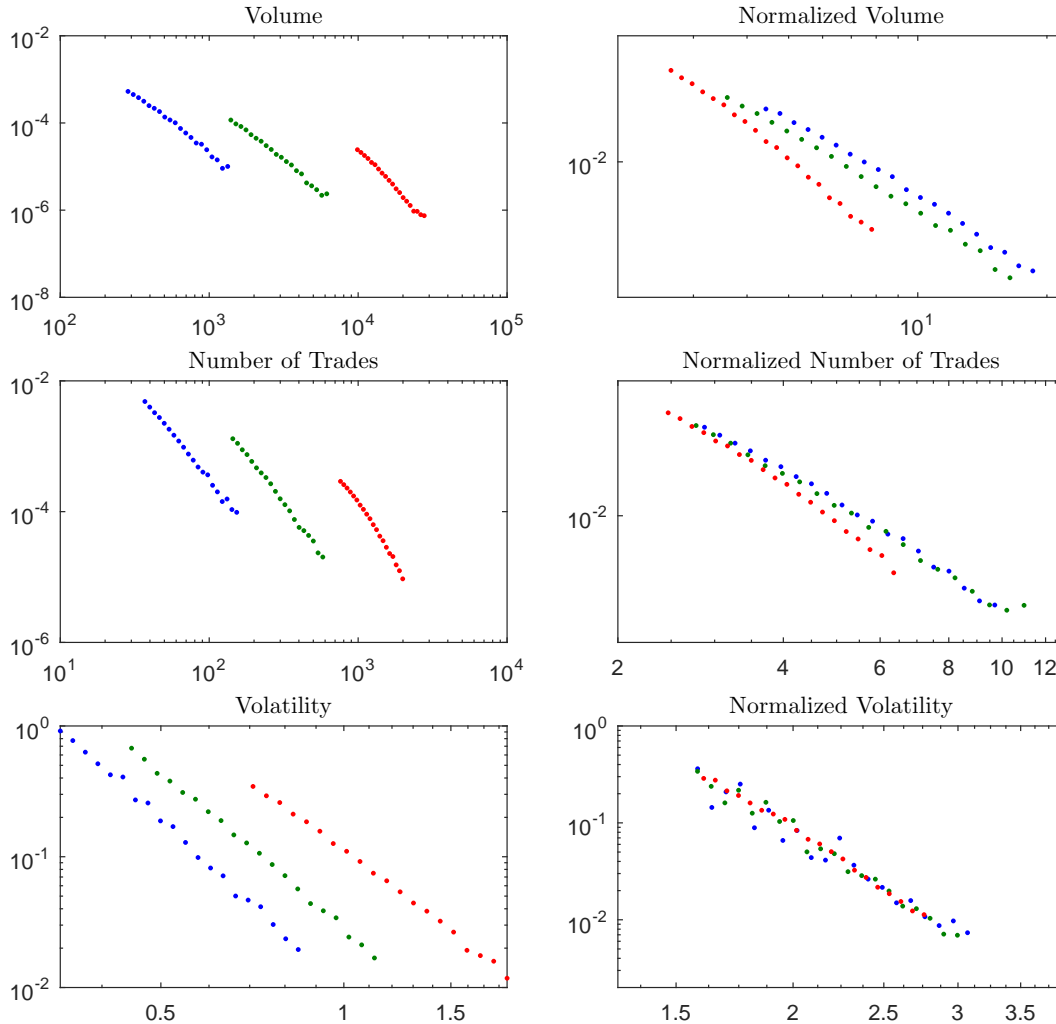 Volume
Normalized Volume
10^-2
10^-4
10^-6
10^-8
10^2 10^3 10^4 10^5
10^-2
10^1
Number of Trades
Normalized Number of Trades
10^-2
10^-4
10^-6
10^1 10^2 10^3 10^4
10^-2
2 4 6 8 10 12
Volatility
Normalized Volatility
10^0
10^-1
10^-2
0.5 1 1.5
10^0
10^-1
10^-2
1.5 2 2.5 3 3.5